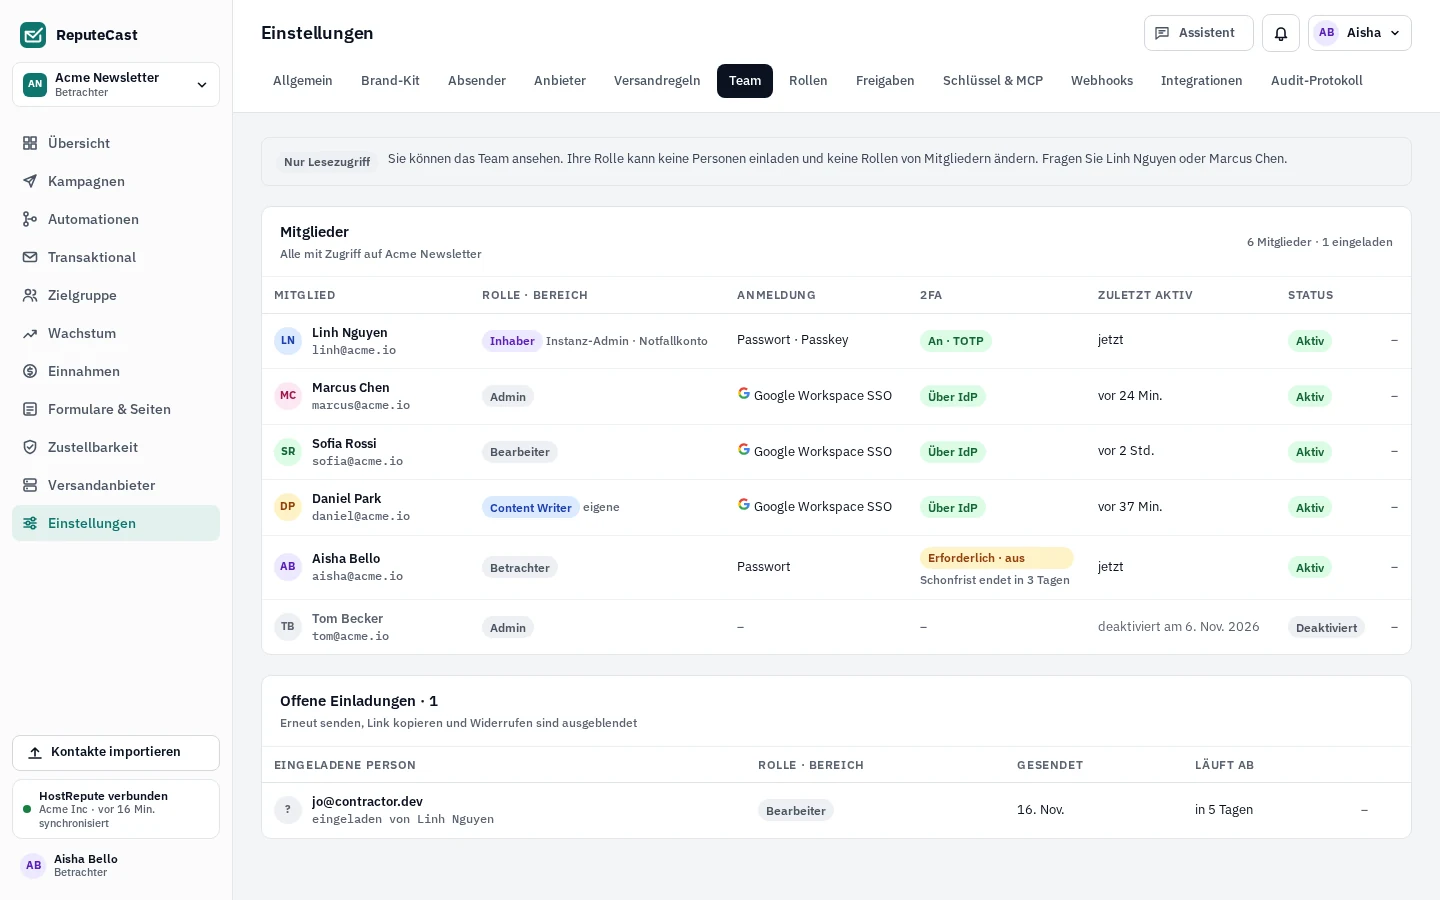 ReputeCast
AN
Acme Newsletter
Betrachter
Übersicht
Kampagnen
Automationen
Transaktional
Zielgruppe
Wachstum
Einnahmen
Formulare & Seiten
Zustellbarkeit
Versandanbieter
Einstellungen
Kontakte importieren
HostRepute verbunden
Acme Inc · vor 16 Min.
synchronisiert
AB
Aisha Bello
Betrachter
Einstellungen
Assistent
AB Aisha
Allgemein Brand-Kit Absender Anbieter Versandregeln Team Rollen Freigaben Schlüssel & MCP Webhooks Integrationen Audit-Protokoll
Nur Lesezugriff Sie können das Team ansehen. Ihre Rolle kann keine Personen einladen und keine Rollen von Mitgliedern ändern. Fragen Sie Linh Nguyen oder Marcus Chen.
Mitglieder
Alle mit Zugriff auf Acme Newsletter
6 Mitglieder · 1 eingeladen
MITGLIED ROLLE · BEREICH ANMELDUNG 2FA ZULETZT AKTIV STATUS
LN Linh Nguyen
linh@acme.io
Inhaber Instanz-Admin · Notfallkonto Passwort · Passkey An · TOTP jetzt Aktiv –
MC Marcus Chen
marcus@acme.io
Admin Google Workspace SSO Über IdP vor 24 Min. Aktiv –
SR Sofia Rossi
sofia@acme.io
Bearbeiter Google Workspace SSO Über IdP vor 2 Std. Aktiv –
DP Daniel Park
daniel@acme.io
Content Writer eigene Google Workspace SSO Über IdP vor 37 Min. Aktiv –
AB Aisha Bello
aisha@acme.io
Betrachter Passwort Erforderlich · aus
Schonfrist endet in 3 Tagen
jetzt Aktiv –
TB Tom Becker
tom@acme.io
Admin – – deaktiviert am 6. Nov. 2026 Deaktiviert –
Offene Einladungen · 1
Erneut senden, Link kopieren und Widerrufen sind ausgeblendet
EINGELADENE PERSON ROLLE · BEREICH GESENDET LÄUFT AB
? jo@contractor.dev
eingeladen von Linh Nguyen
Bearbeiter 16. Nov. in 5 Tagen –